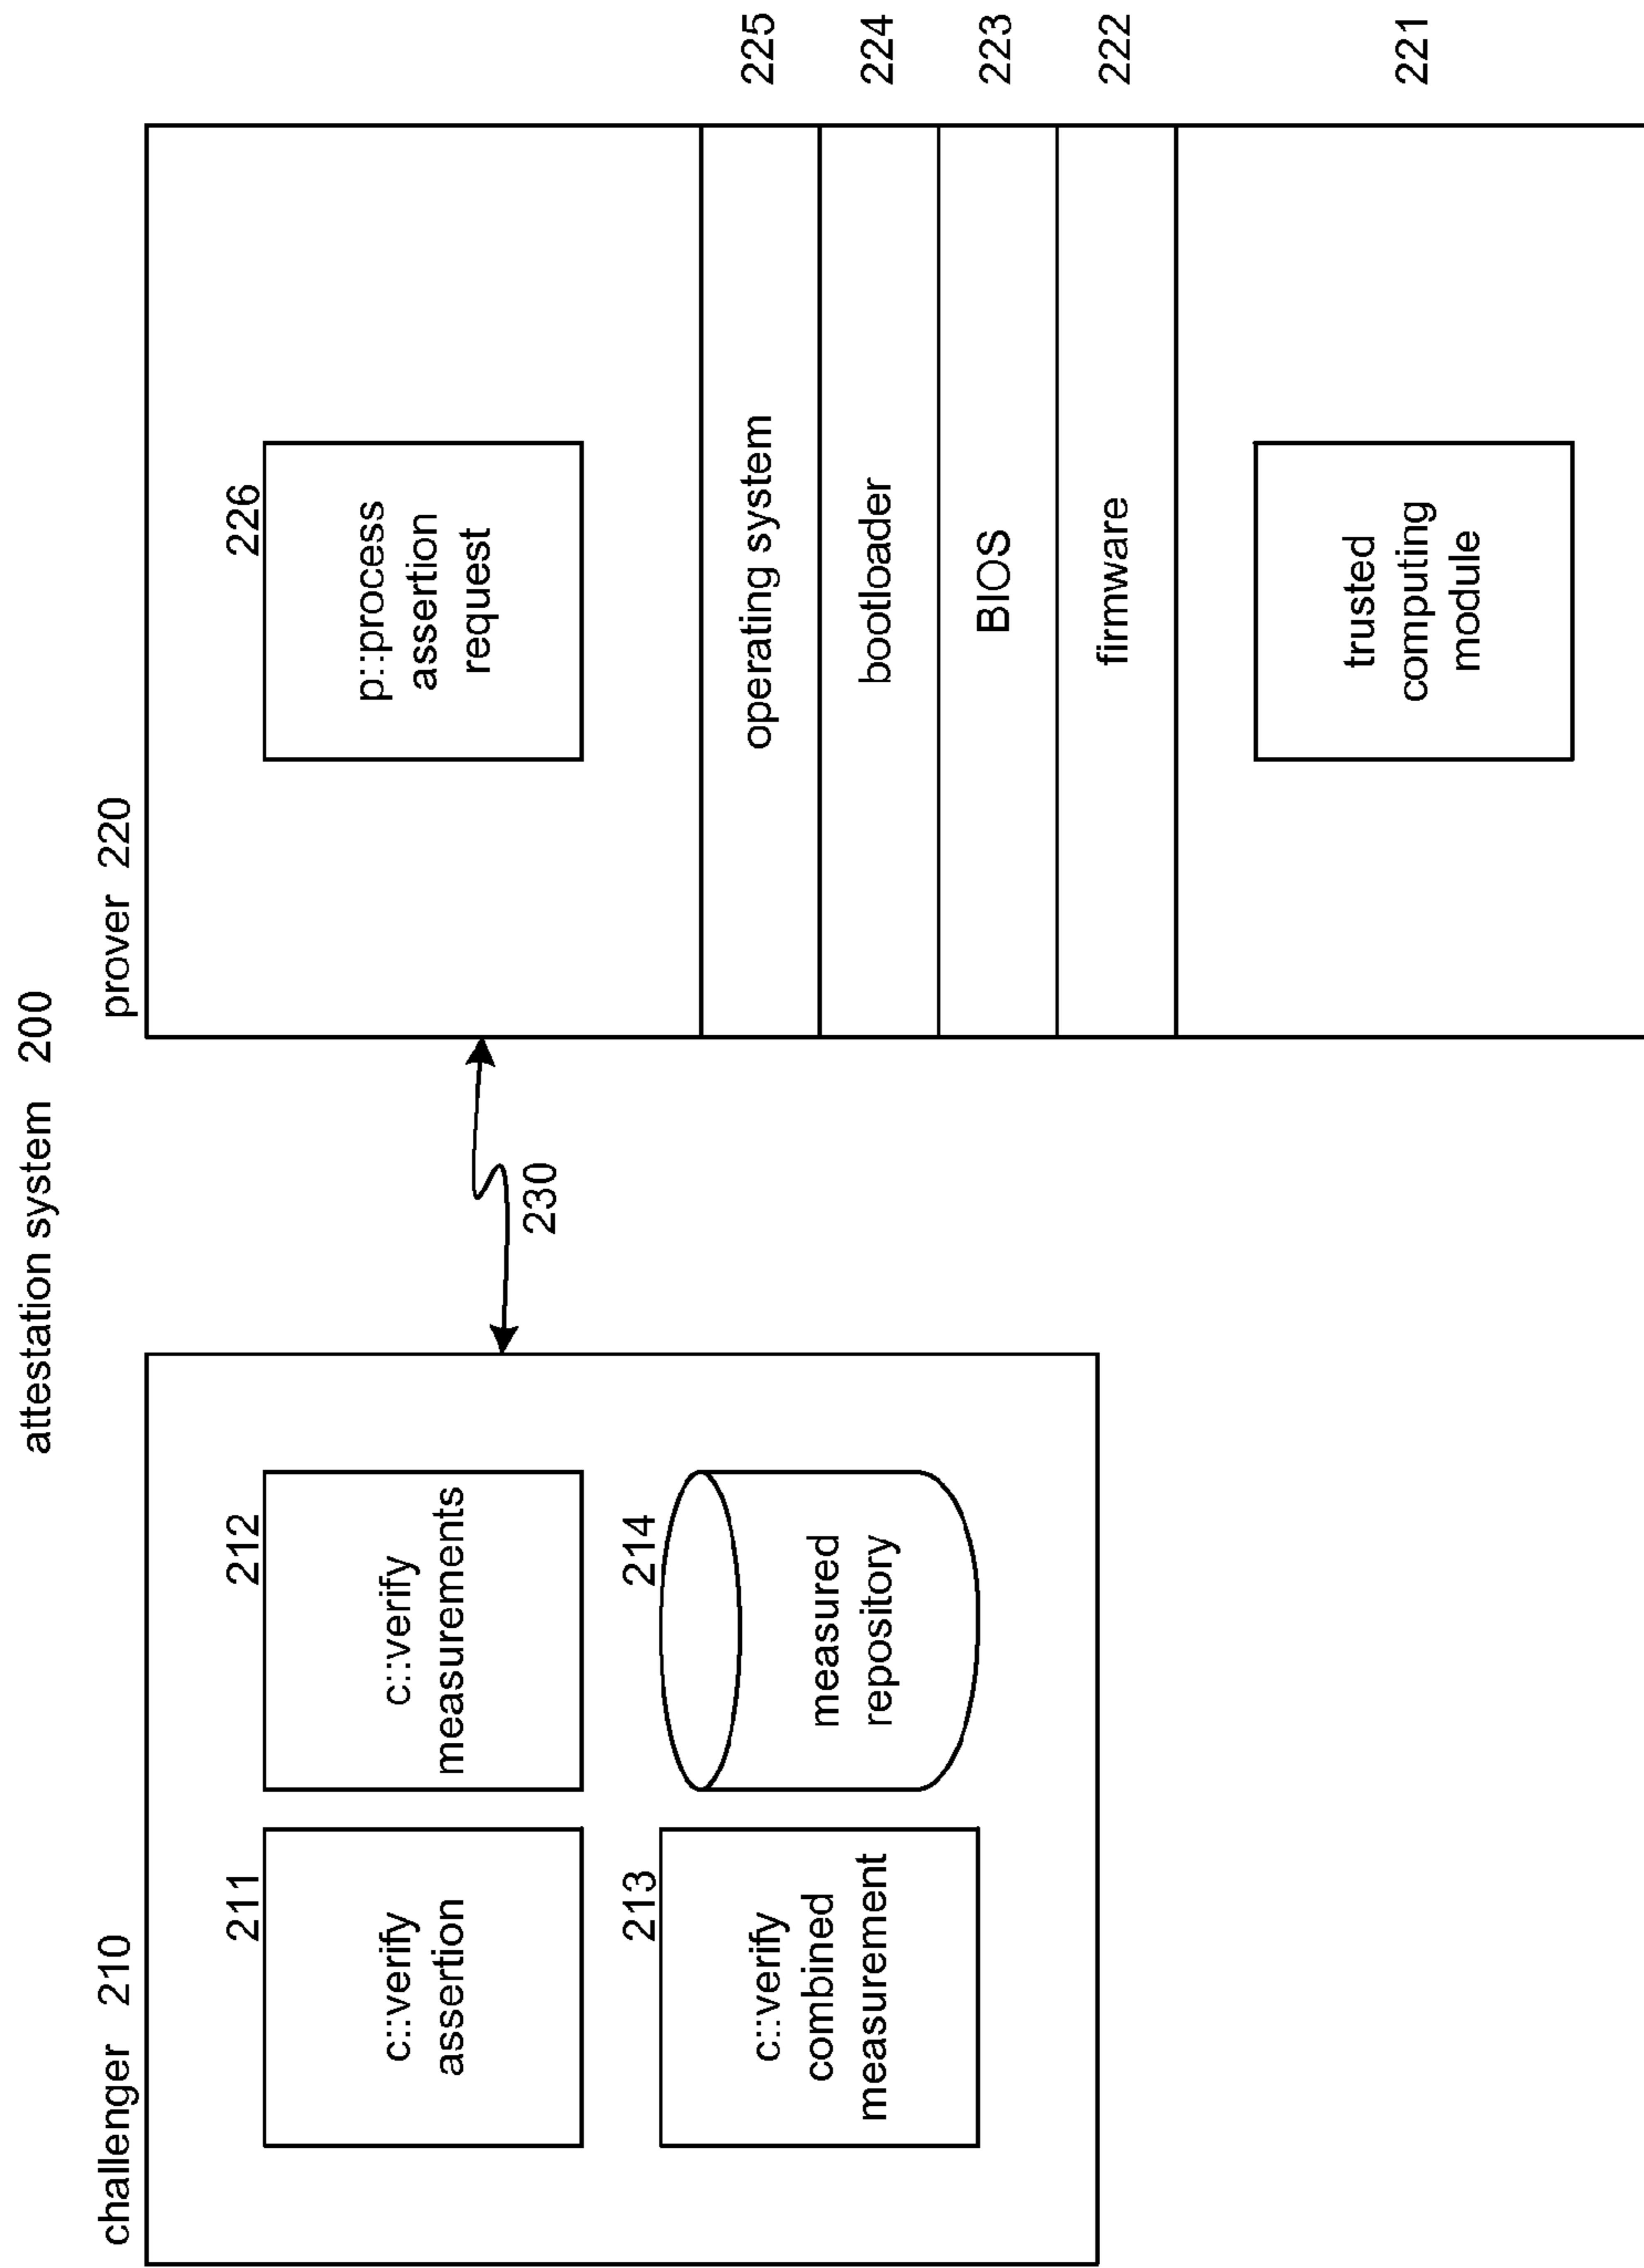 attestation system 200
challenger 210
211
c::verify
assertion
212
c::verify
measurements
213
c::verify
combined
measurement
214
measured
repository
230
prover 220
226
p::process
assertion
request
operating system 225
bootloader 224
BIOS 223
firmware 222
trusted
computing
module
221